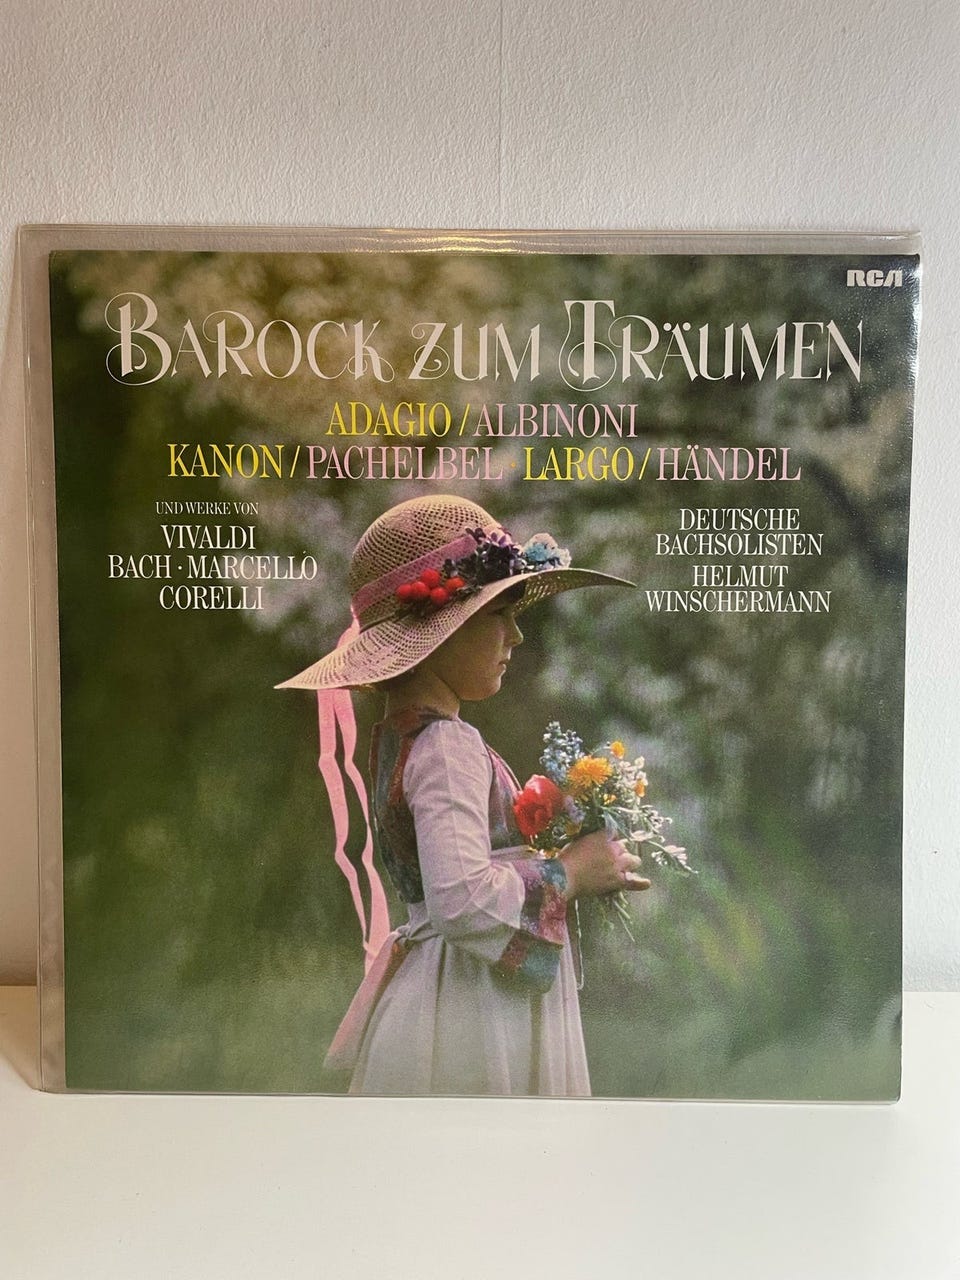 RCA
BAROCK ZUM TRÄUMEN
ADAGIO / ALBINONI
KANON / PACHELBEL · LARGO / HÄNDEL
UND WERKE VON
VIVALDI
BACH · MARCELLO
CORELLI
DEUTSCHE
BACHSOLISTEN
HELMUT
WINSCHERMANN